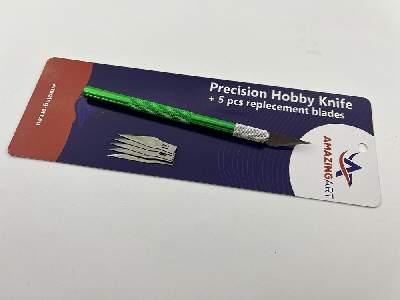 Precision Hobby Knife
+ 5 pcs replecement blades
AMAZING
ART